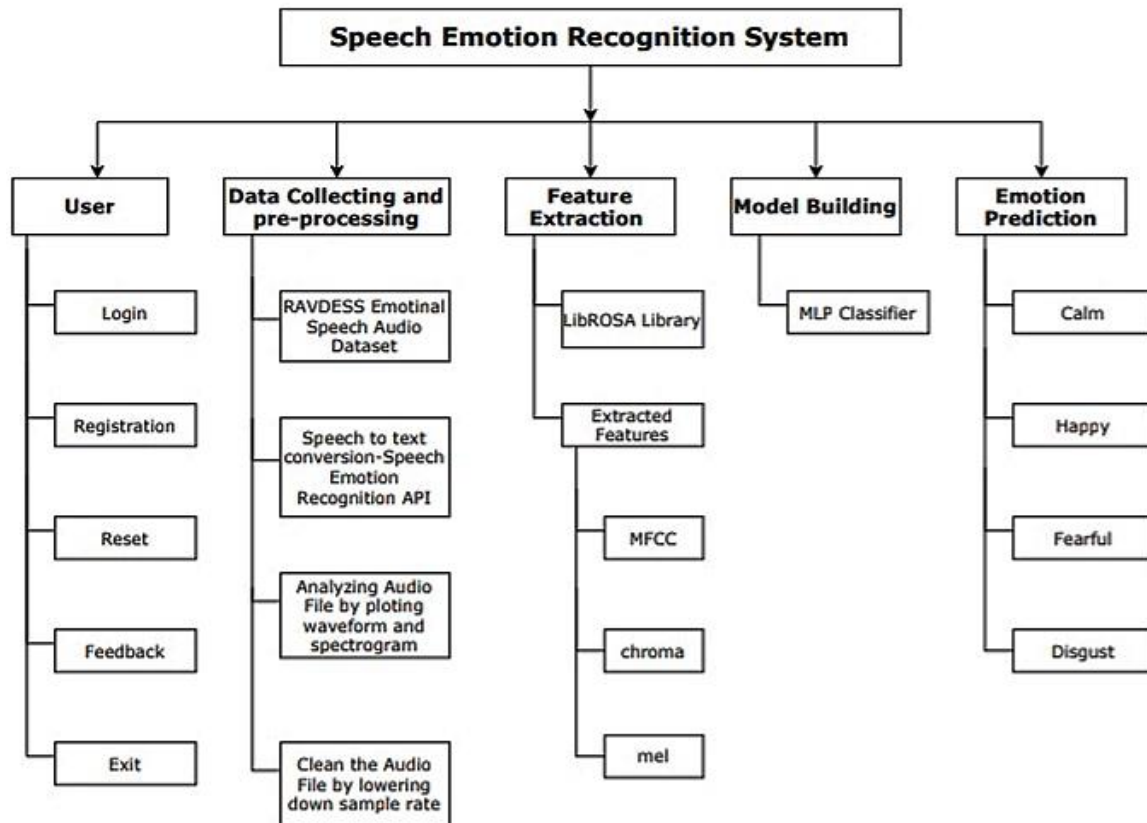 Speech Emotion Recognition System
User
Data Collecting and
pre-processing
Feature
Extraction
Model Building
Emotion
Prediction
Login
Registration
Reset
Feedback
Exit
RAVDESS Emotinal
Speech Audio
Dataset
Speech to text
conversion-Speech
Emotion
Recognition API
Analyzing Audio
File by ploting
waveform and
spectrogram
Clean the Audio
File by lowering
down sample rate
LibROSA Library
Extracted
Features
MFCC
chroma
mel
MLP Classifier
Calm
Happy
Fearful
Disgust